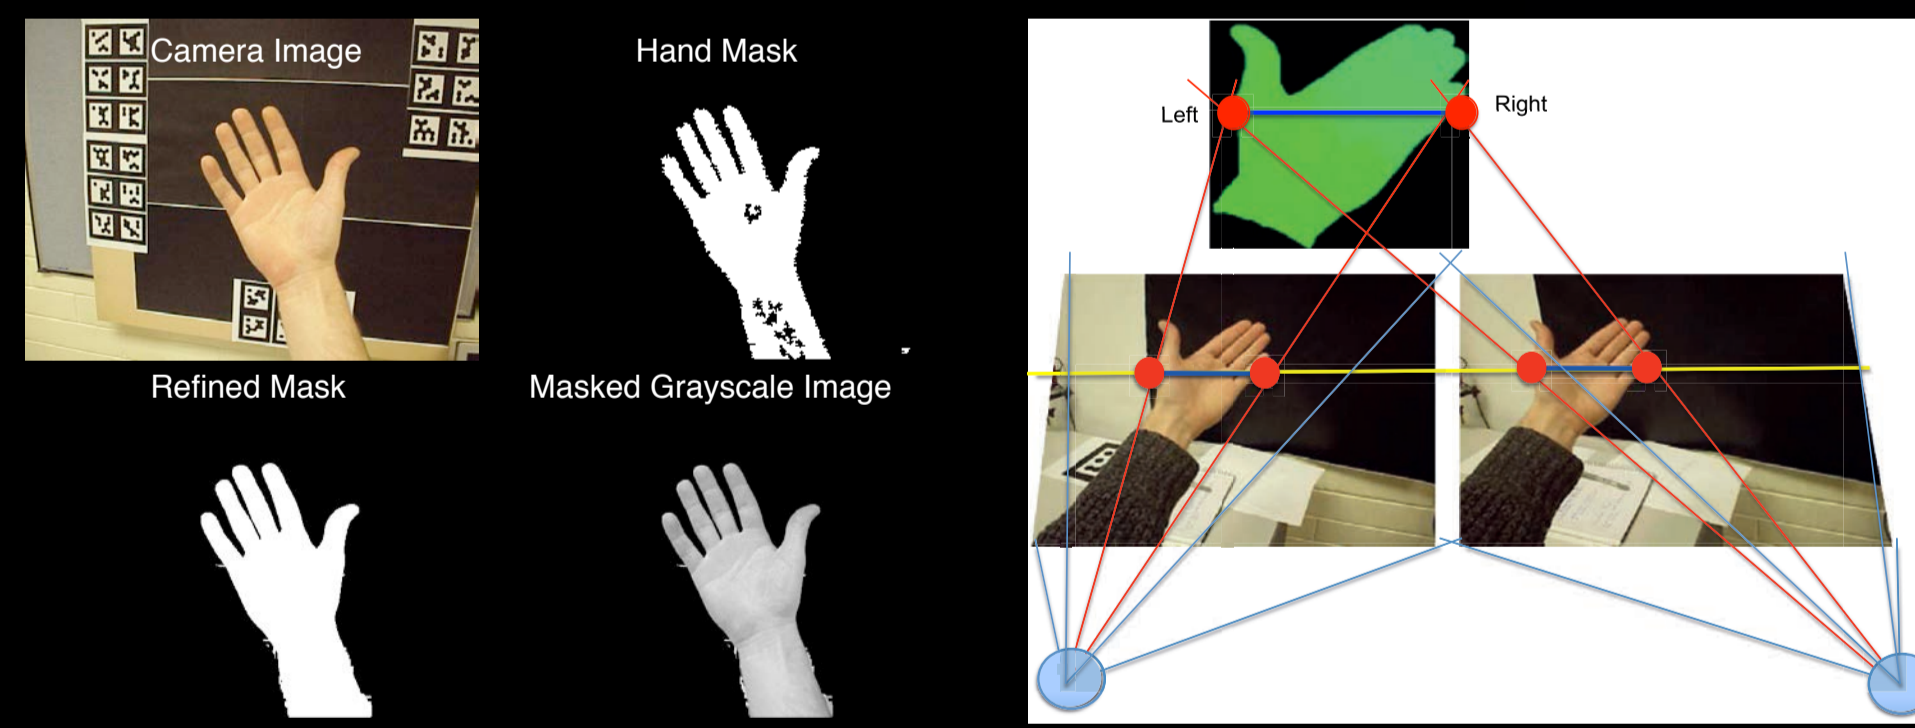 Camera Image
Hand Mask
Refined Mask
Masked Grayscale Image
Left
Right